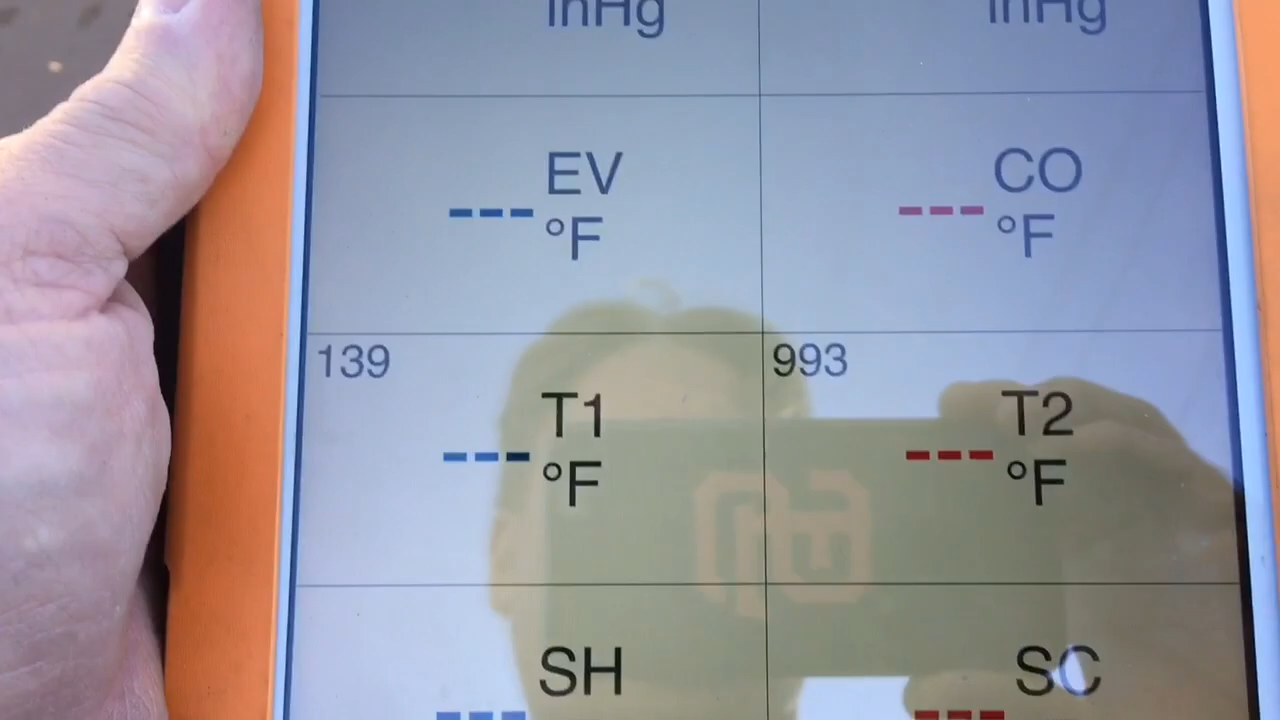 inHg inHg
EV CO
--- °F --- °F
139 993
T1 T2
--- °F --- °F
SH SC
--- ---